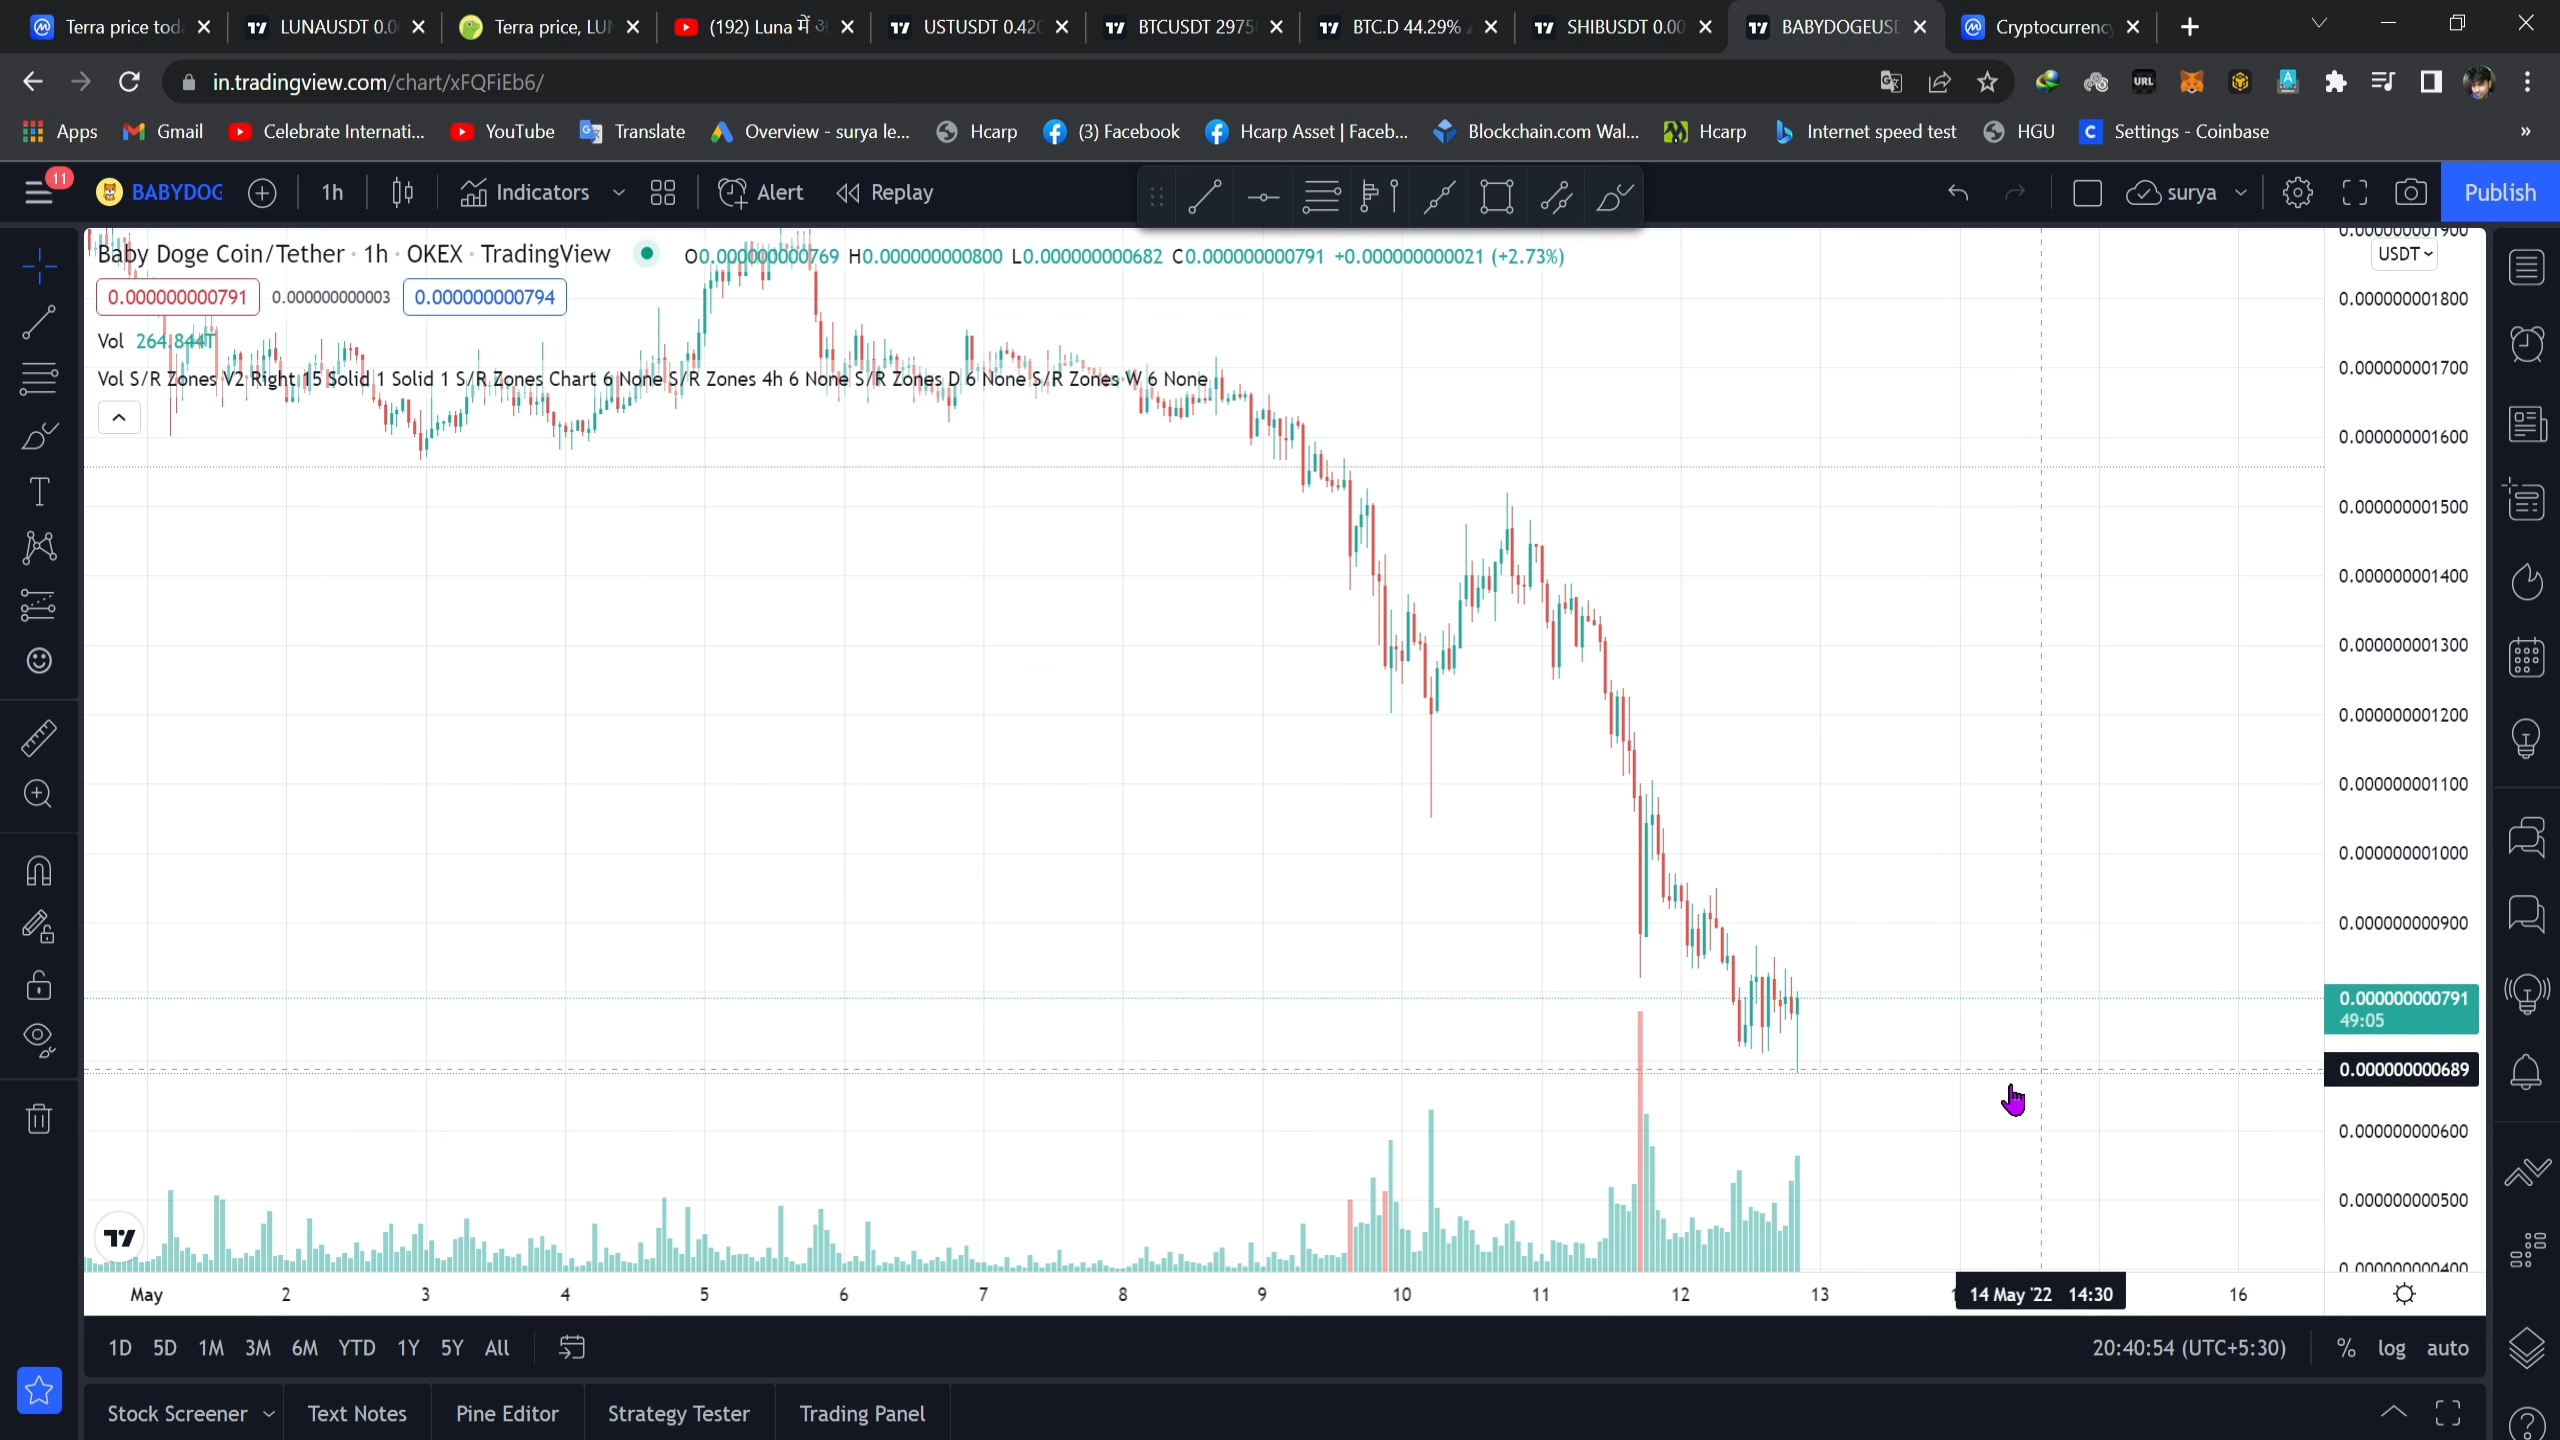 Terra price tod
LUNAUSDT 0.0
Terra price, LU
(192) Luna में
USTUSDT 0.420
BTCUSDT 2975
BTC.D 44.29%
SHIBUSDT 0.00
BABYDOGEUS
Cryptocurrenc
in.tradingview.com/chart/xFQFiEb6/
URL
Apps
Gmail
Celebrate Internati...
YouTube
Translate
Overview - surya le...
Hcarp
(3) Facebook
Hcarp Asset | Faceb...
Blockchain.com Wal...
Hcarp
Internet speed test
HGU
Settings - Coinbase
»
11
BABYDOG
1h
Indicators
Alert
Replay
surya
Publish
Baby Doge Coin/Tether · 1h · OKEX · TradingView
O0.000000000769 H0.000000000800 L0.000000000682 C0.000000000791 +0.000000000021 (+2.73%)
0.000000000791
0.000000000003
0.000000000794
Vol 264.844T
Vol S/R Zones V2 Right 15 Solid 1 Solid 1 S/R Zones Chart 6 None S/R Zones 4h 6 None S/R Zones D 6 None S/R Zones W 6 None
0.000000001900
USDT
0.000000001800
0.000000001700
0.000000001600
0.000000001500
0.000000001400
0.000000001300
0.000000001200
0.000000001100
0.000000001000
0.000000000900
0.000000000791
49:05
0.000000000689
0.000000000600
0.000000000500
0.000000000400
May
2
3
4
5
6
7
8
9
10
11
12
13
14 May '22 14:30
16
1D 5D 1M 3M 6M YTD 1Y 5Y All
20:40:54 (UTC+5:30)
%
log
auto
Stock Screener
Text Notes
Pine Editor
Strategy Tester
Trading Panel